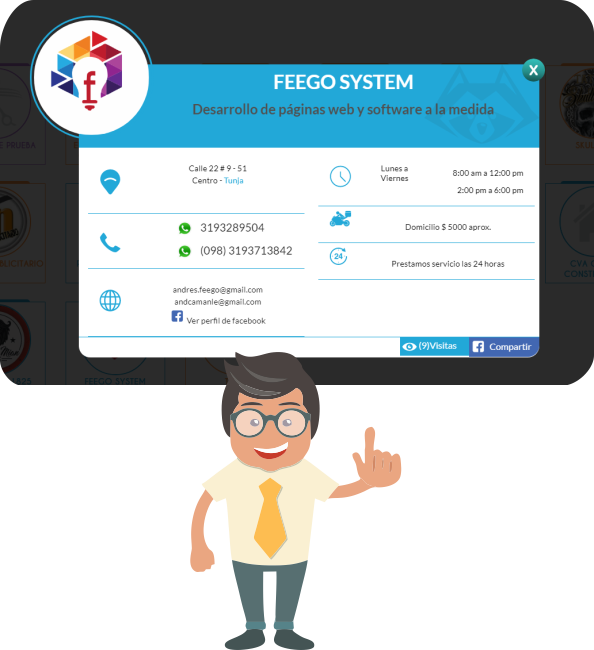 f
FEEGO SYSTEM
X
Desarrollo de páginas web y software a la medida
Calle 22 # 9 - 51
Centro - Tunja
3193289504
(098) 3193713842
andres.feego@gmail.com
andcamanle@gmail.com
Ver perfil de facebook
Lunes a
Viernes
8:00 am a 12:00 pm
2:00 pm a 6:00 pm
Domicilio $ 5000 aprox.
24
Prestamos servicio las 24 horas
(9)Visitas
Compartir
PRUEBA
FEEGO SYSTEM